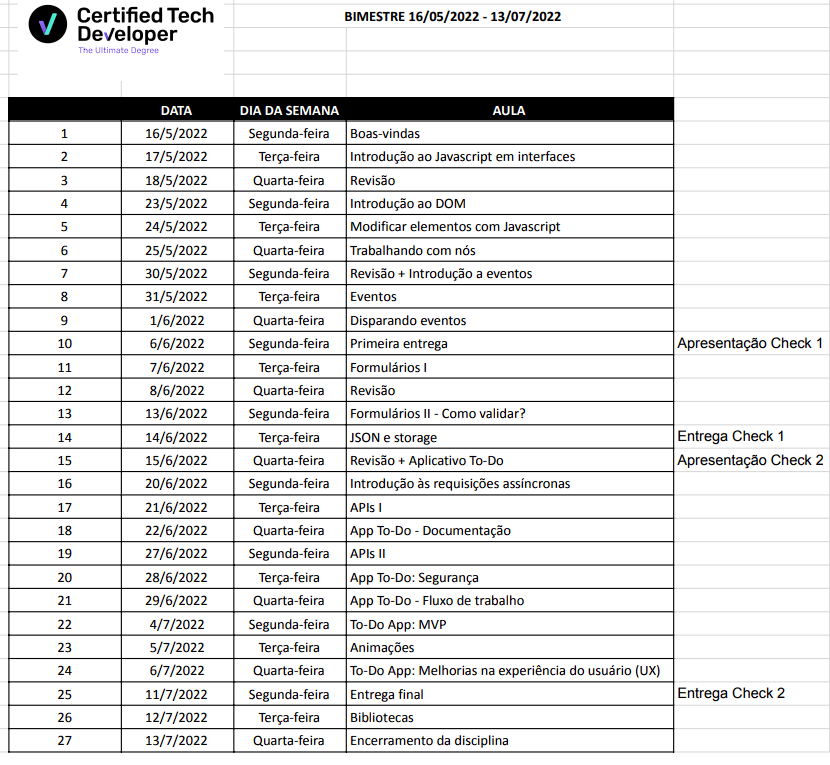 Certified Tech
Developer
The Ultimate Degree
BIMESTRE 16/05/2022 - 13/07/2022
DATA DIA DA SEMANA AULA
1 16/5/2022 Segunda-feira Boas-vindas
2 17/5/2022 Terça-feira Introdução ao Javascript em interfaces
3 18/5/2022 Quarta-feira Revisão
4 23/5/2022 Segunda-feira Introdução ao DOM
5 24/5/2022 Terça-feira Modificar elementos com Javascript
6 25/5/2022 Quarta-feira Trabalhando com nós
7 30/5/2022 Segunda-feira Revisão + Introdução a eventos
8 31/5/2022 Terça-feira Eventos
9 1/6/2022 Quarta-feira Disparando eventos
10 6/6/2022 Segunda-feira Primeira entrega Apresentação Check 1
11 7/6/2022 Terça-feira Formulários I
12 8/6/2022 Quarta-feira Revisão
13 13/6/2022 Segunda-feira Formulários II - Como validar?
14 14/6/2022 Terça-feira JSON e storage Entrega Check 1
15 15/6/2022 Quarta-feira Revisão + Aplicativo To-Do Apresentação Check 2
16 20/6/2022 Segunda-feira Introdução às requisições assíncronas
17 21/6/2022 Terça-feira APIs I
18 22/6/2022 Quarta-feira App To-Do - Documentação
19 27/6/2022 Segunda-feira APIs II
20 28/6/2022 Terça-feira App To-Do: Segurança
21 29/6/2022 Quarta-feira App To-Do - Fluxo de trabalho
22 4/7/2022 Segunda-feira To-Do App: MVP
23 5/7/2022 Terça-feira Animações
24 6/7/2022 Quarta-feira To-Do App: Melhorias na experiência do usuário (UX)
25 11/7/2022 Segunda-feira Entrega final Entrega Check 2
26 12/7/2022 Terça-feira Bibliotecas
27 13/7/2022 Quarta-feira Encerramento da disciplina